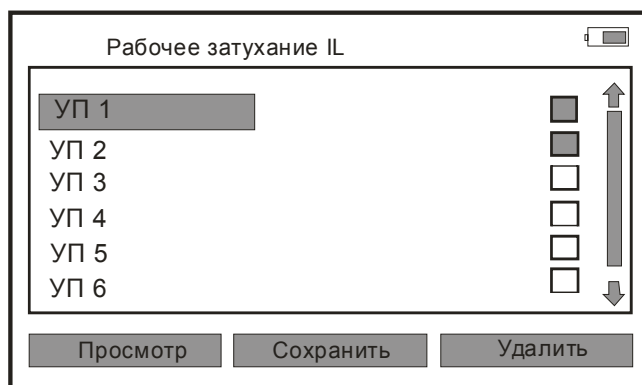 Рабочее затухание IL
УП 1
УП 2
УП 3
УП 4
УП 5
УП 6
Просмотр Сохранить Удалить